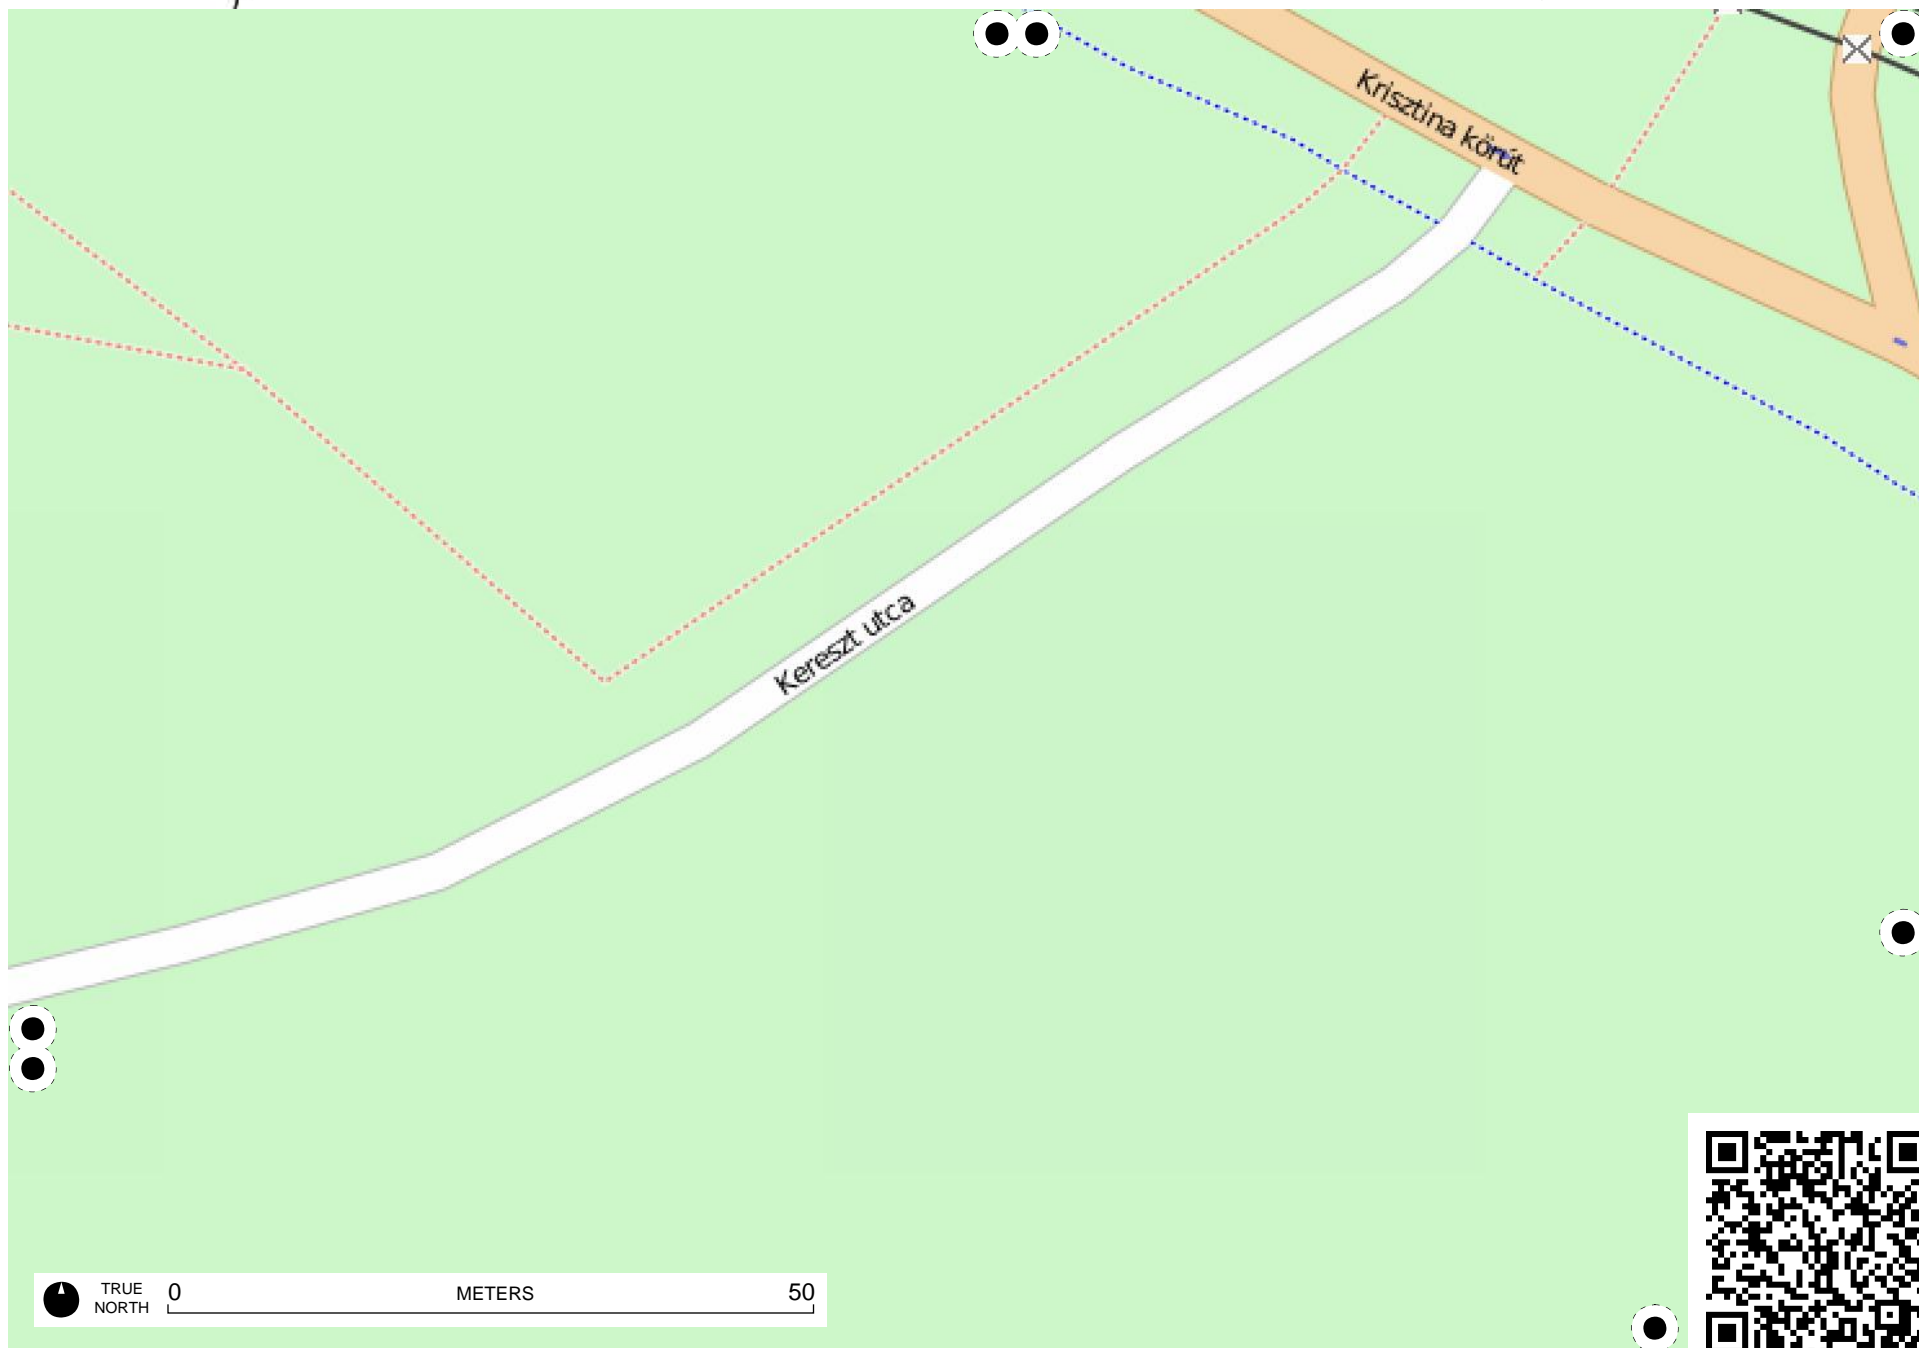 Krisztina körút
Kereszt utca
TRUE
NORTH
0 METERS 50